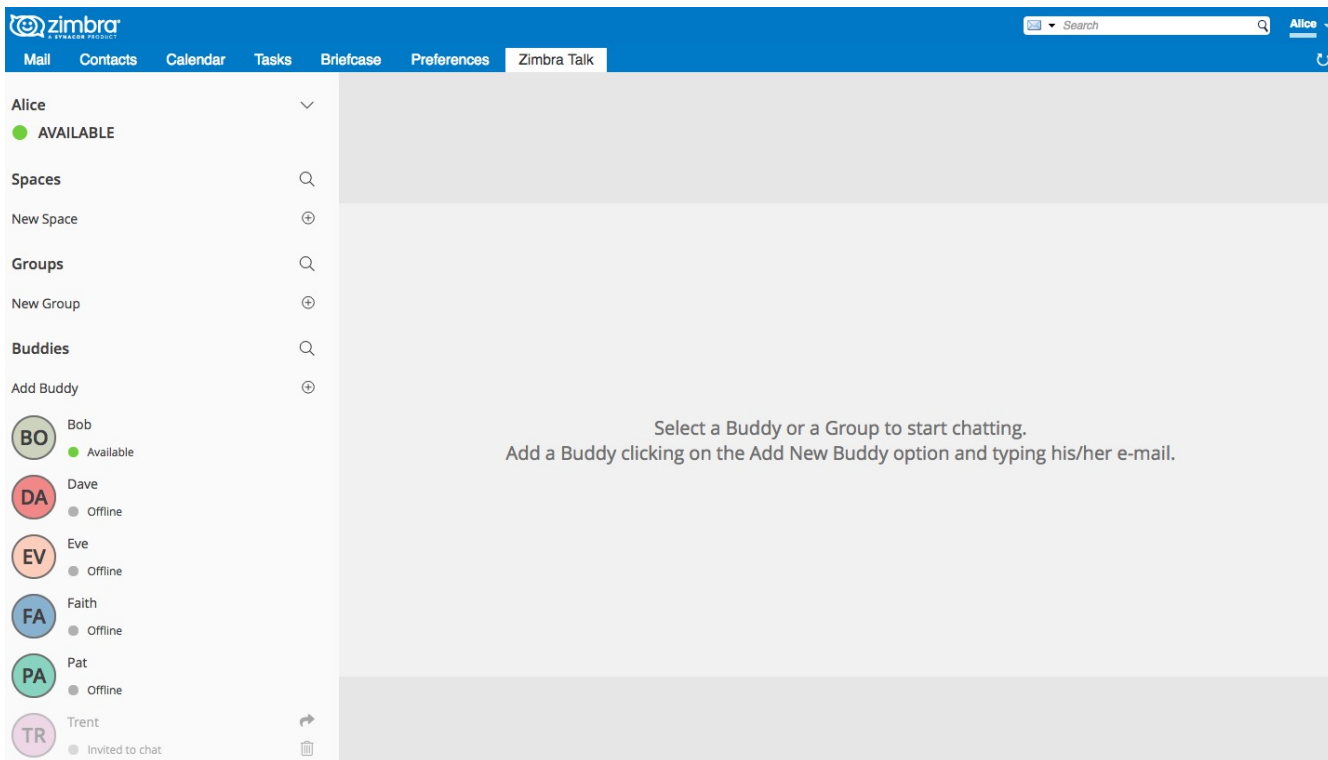 zimbra
A SYNACOR PRODUCT
Search
Alice
Mail Contacts Calendar Tasks Briefcase Preferences Zimbra Talk
Alice
AVAILABLE
Spaces
New Space
Groups
New Group
Buddies
Add Buddy
BO
Bob
Available
DA
Dave
Offline
EV
Eve
Offline
FA
Faith
Offline
PA
Pat
Offline
TR
Trent
Invited to chat
Select a Buddy or a Group to start chatting.
Add a Buddy clicking on the Add New Buddy option and typing his/her e-mail.